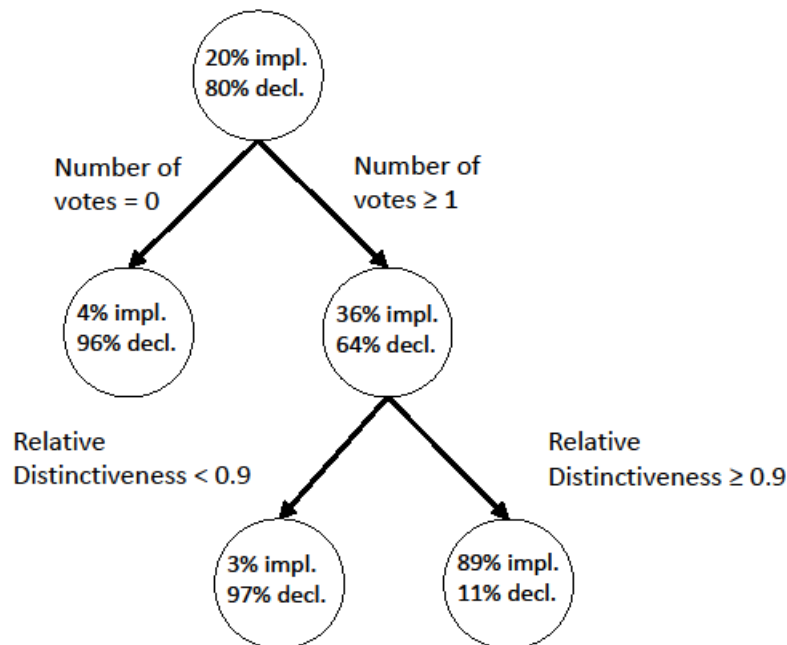 20% impl.
80% decl.
Number of
votes = 0
Number of
votes ≥ 1
4% impl.
96% decl.
36% impl.
64% decl.
Relative
Distinctiveness < 0.9
Relative
Distinctiveness ≥ 0.9
3% impl.
97% decl.
89% impl.
11% decl.